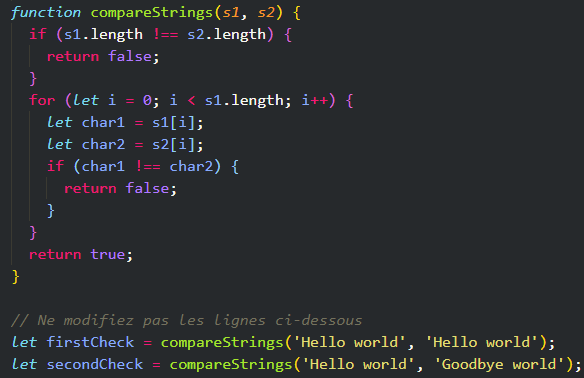 function compareStrings(s1, s2) {
  if (s1.length !== s2.length) {
    return false;
  }
  for (let i = 0; i < s1.length; i++) {
    let char1 = s1[i];
    let char2 = s2[i];
    if (char1 !== char2) {
      return false;
    }
  }
  return true;
}

// Ne modifiez pas les lignes ci-dessous
let firstCheck = compareStrings('Hello world', 'Hello world');
let secondCheck = compareStrings('Hello world', 'Goodbye world');